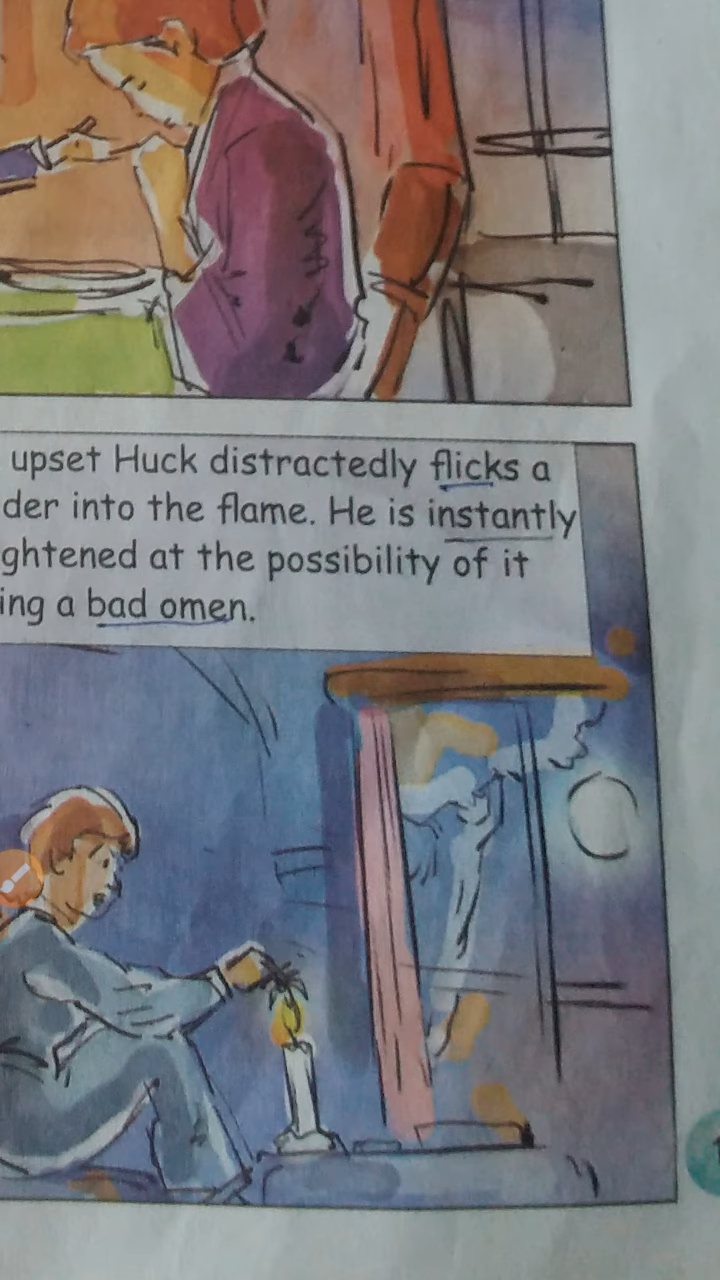 upset Huck distractedly flicks a
der into the flame. He is instantly
ghtened at the possibility of it
ing a bad omen.